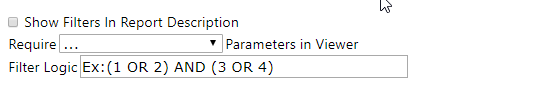 Show Filters In Report Description
Require ... Parameters in Viewer
Filter Logic Ex:(1 OR 2) AND (3 OR 4)